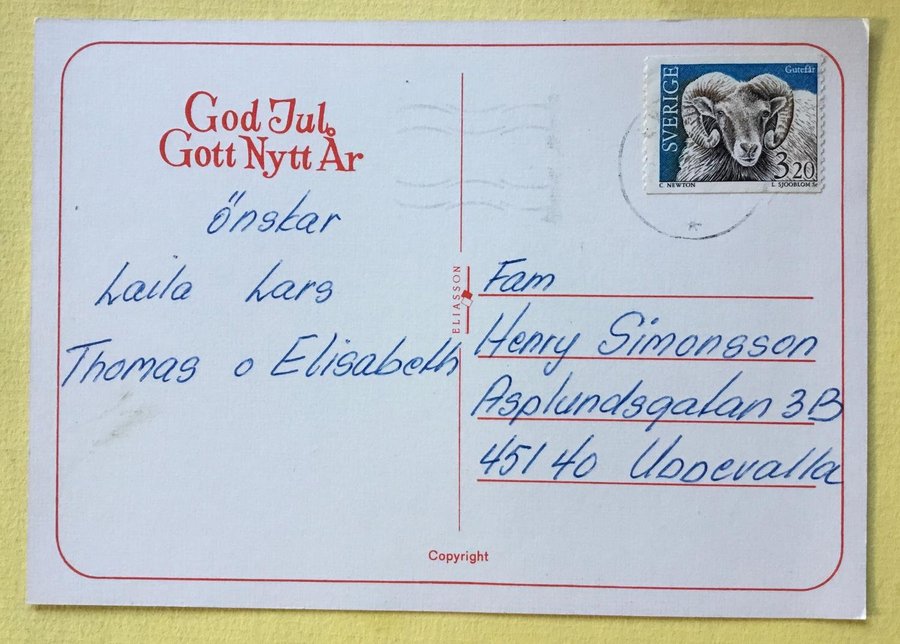 God Jul,
Gott Nytt År
önskar
Laila Lars
Thomas o Elisabeth
ELIASSON
SVERIGE
Gutefår
3.20
C. NEWTON
L. SJÖÖBLOM Sc
Fam
Henry Simonsson
Asplundsgatan 3B
451 40 Uddevalla
Copyright